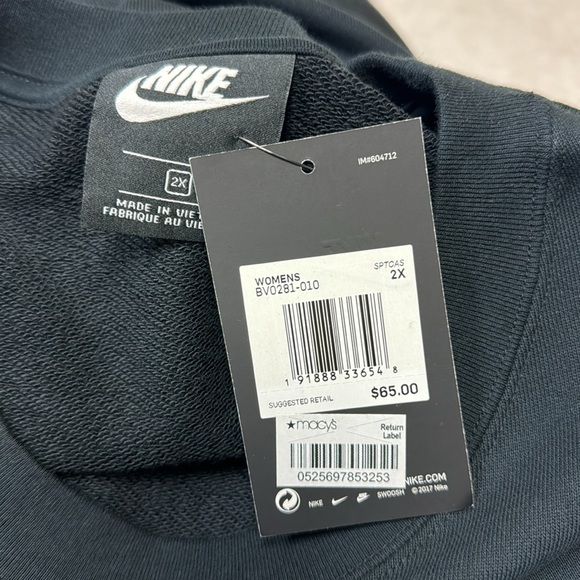 NIKE
2X
MADE IN VIET
FABRIQUE AU VIE
IM#604712
WOMENS
BV0281-010
SPTCAS
2X
1 91888 33654 8
SUGGESTED RETAIL
$65.00
★macy's
Return
Label
0525697853253
NIKE.COM
NIKE SWOOSH © 2017 Nike